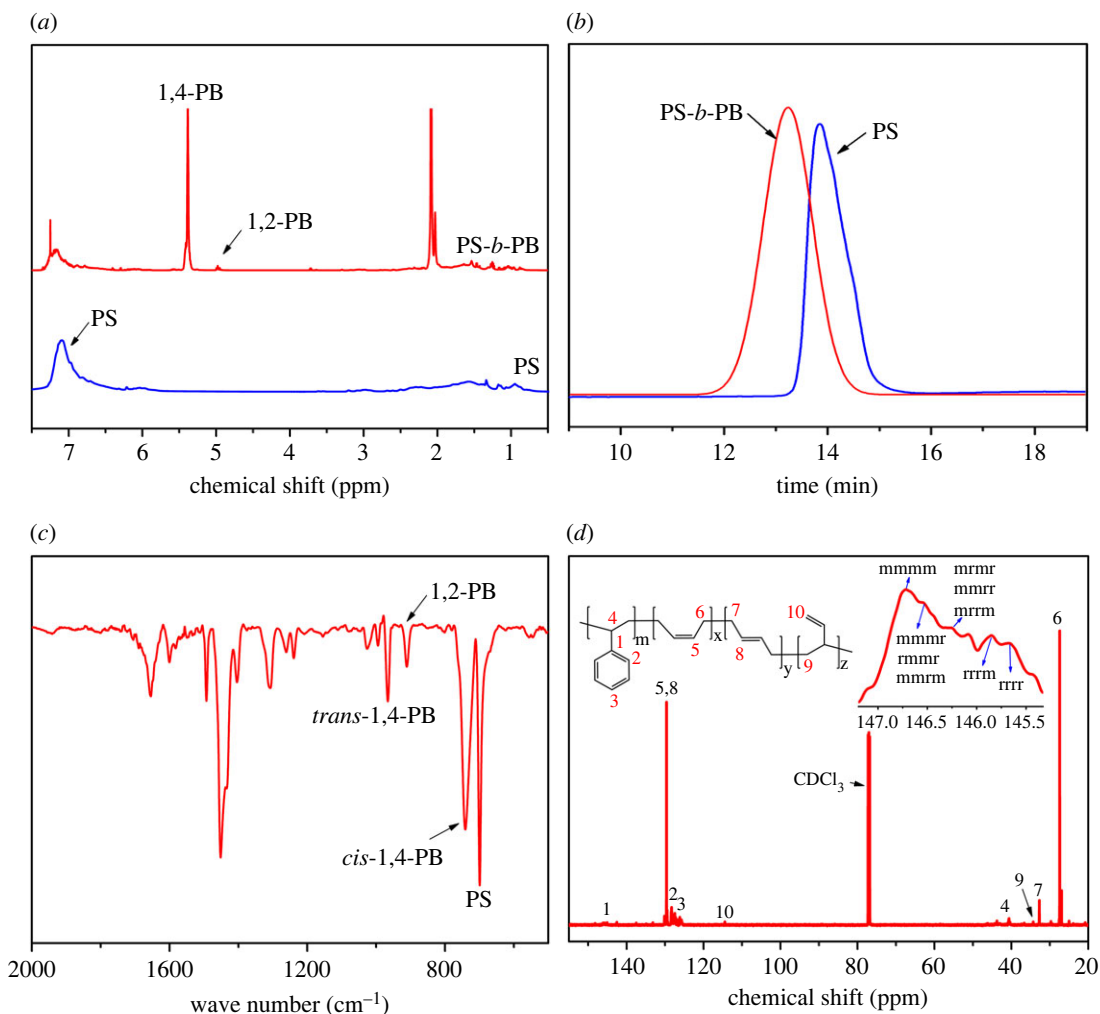 (a)
1,4-PB
1,2-PB
PS-b-PB
PS
PS
7 6 5 4 3 2 1
chemical shift (ppm)
(b)
PS-b-PB
PS
10 12 14 16 18
time (min)
(c)
1,2-PB
trans-1,4-PB
cis-1,4-PB
PS
2000 1600 1200 800
wave number (cm⁻¹)
(d)
mmmm
mrmr
mmrr
mrrm
mmmr
rmmr
mmrm
rrrm
rrrr
147.0 146.5 146.0 145.5
4
1
2
3
m
6
5
x
7
8
y
10
9
z
5,8
6
CDCl₃
1
2
3
10
4
9
7
140 120 100 80 60 40 20
chemical shift (ppm)